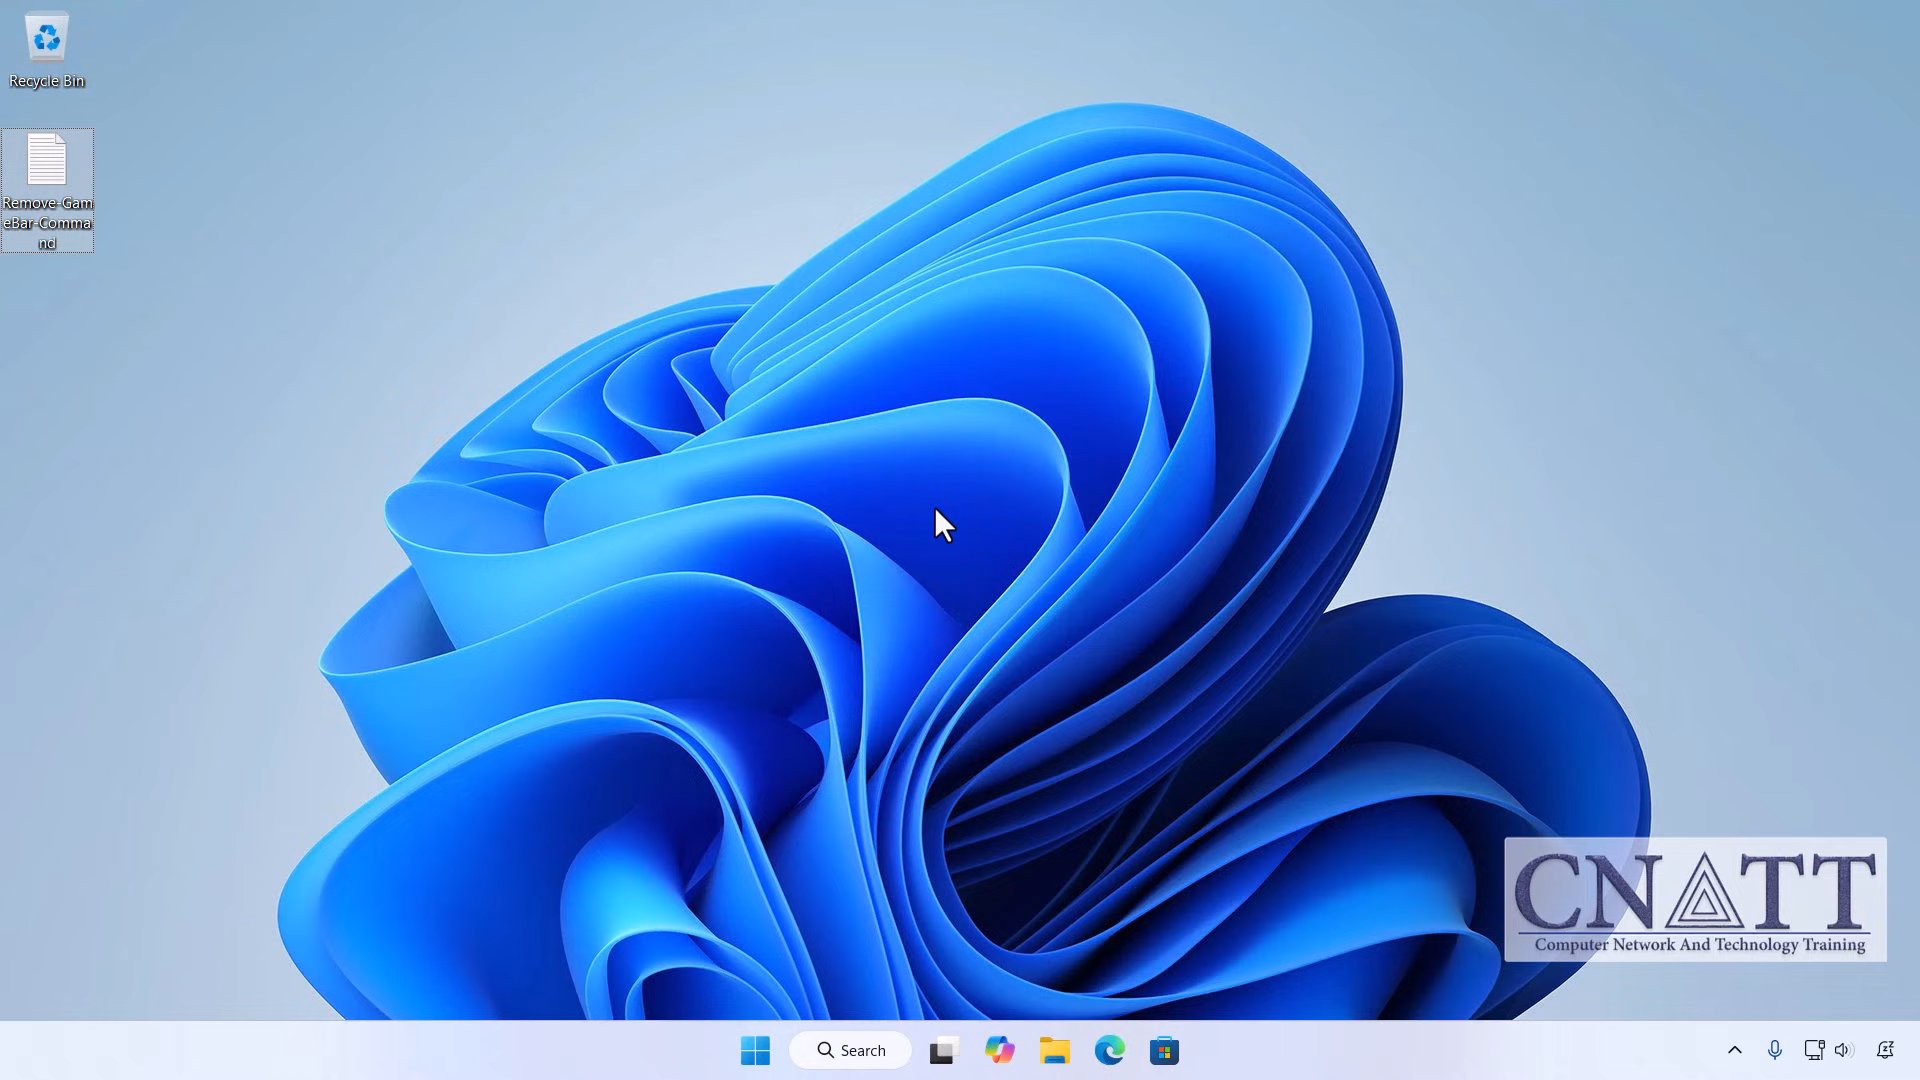 Recycle Bin
Remove-Gam
eBar-Comma
nd
CNATT
Computer Network And Technology Training
Search